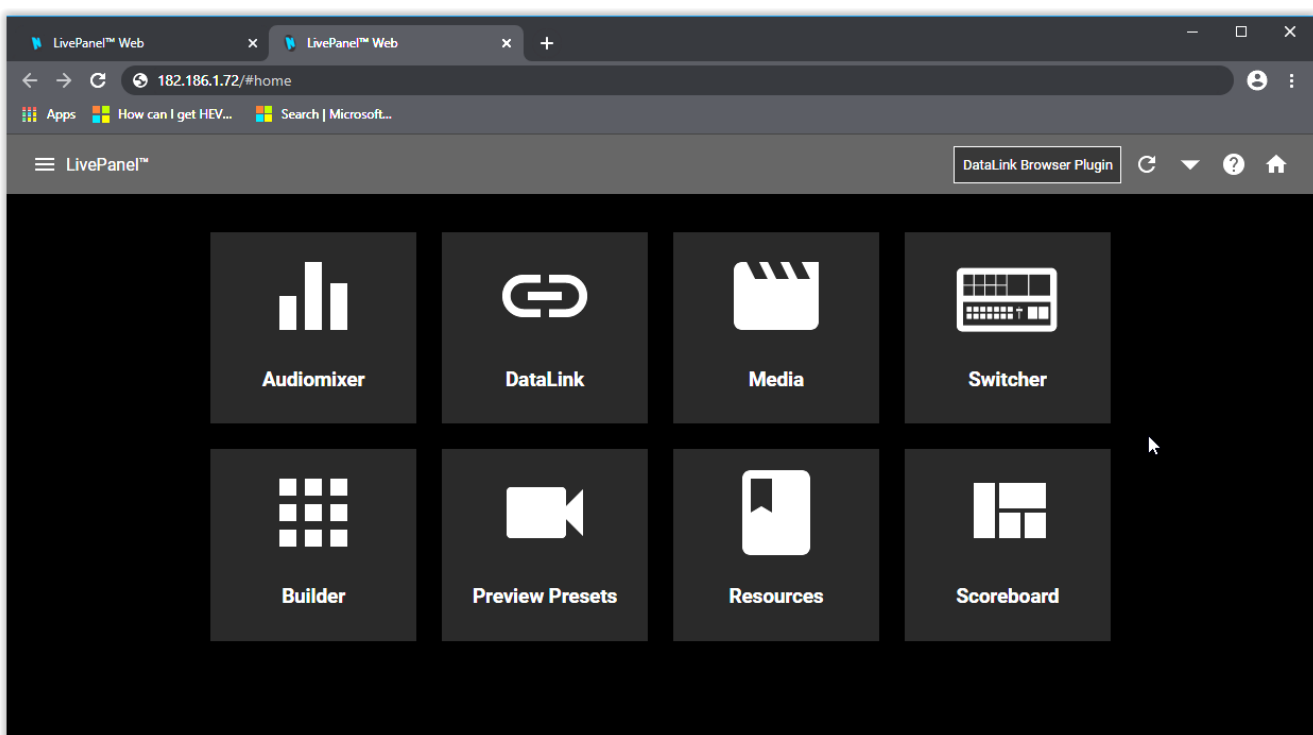 LivePanel™ Web
LivePanel™ Web
182.186.1.72/#home
Apps How can I get HEV... Search | Microsoft...
LivePanel™ DataLink Browser Plugin
Audiomixer DataLink Media Switcher
Builder Preview Presets Resources Scoreboard